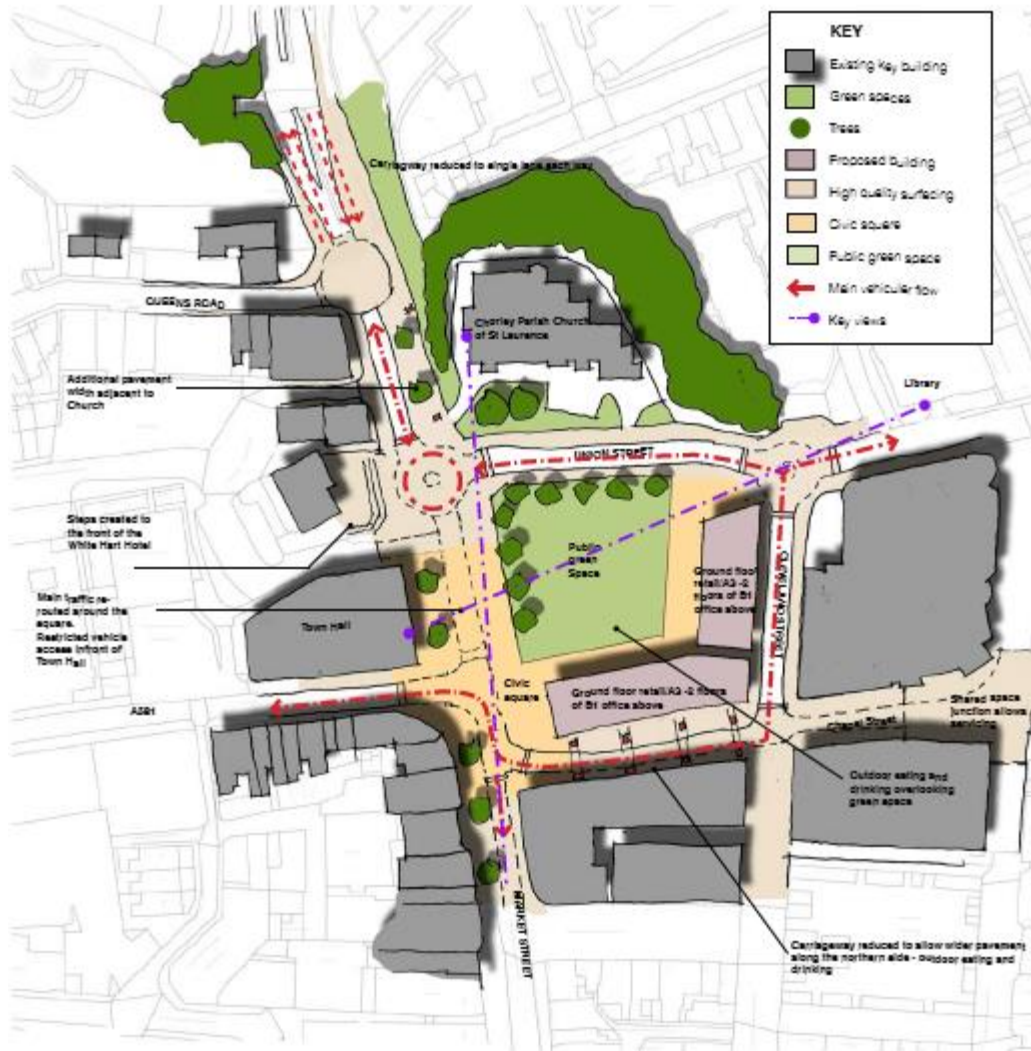 KEY
Existing key building
Green spaces
Trees
Proposed building
High quality surfacing
Civic square
Public green space
Main vehicular flow
Key views
Carriagway reduced to single lane each way
QUEENS ROAD
Chorley Parish Church
of St Laurence
Additional pavement
width adjacent to
Church
Library
UNION STREET
Steps created to
the front of the
White Hart Hotel
Public
green
Space
Main traffic re-
routed around the
square.
Restricted vehicle
access infront of
Town Hall
Town Hall
Ground floor
retail/A3 -2
floors of B1
office above
Civic
square
Ground floor retail/A3 -2 floors
of B1 office above
A581
Chapel Street
Shared space
junction allows
servicing
Outdoor eating and
drinking overlooking
green space
MARKET STREET
Carriageway reduced to allow wider pavement
along the northern side - outdoor eating and
drinking